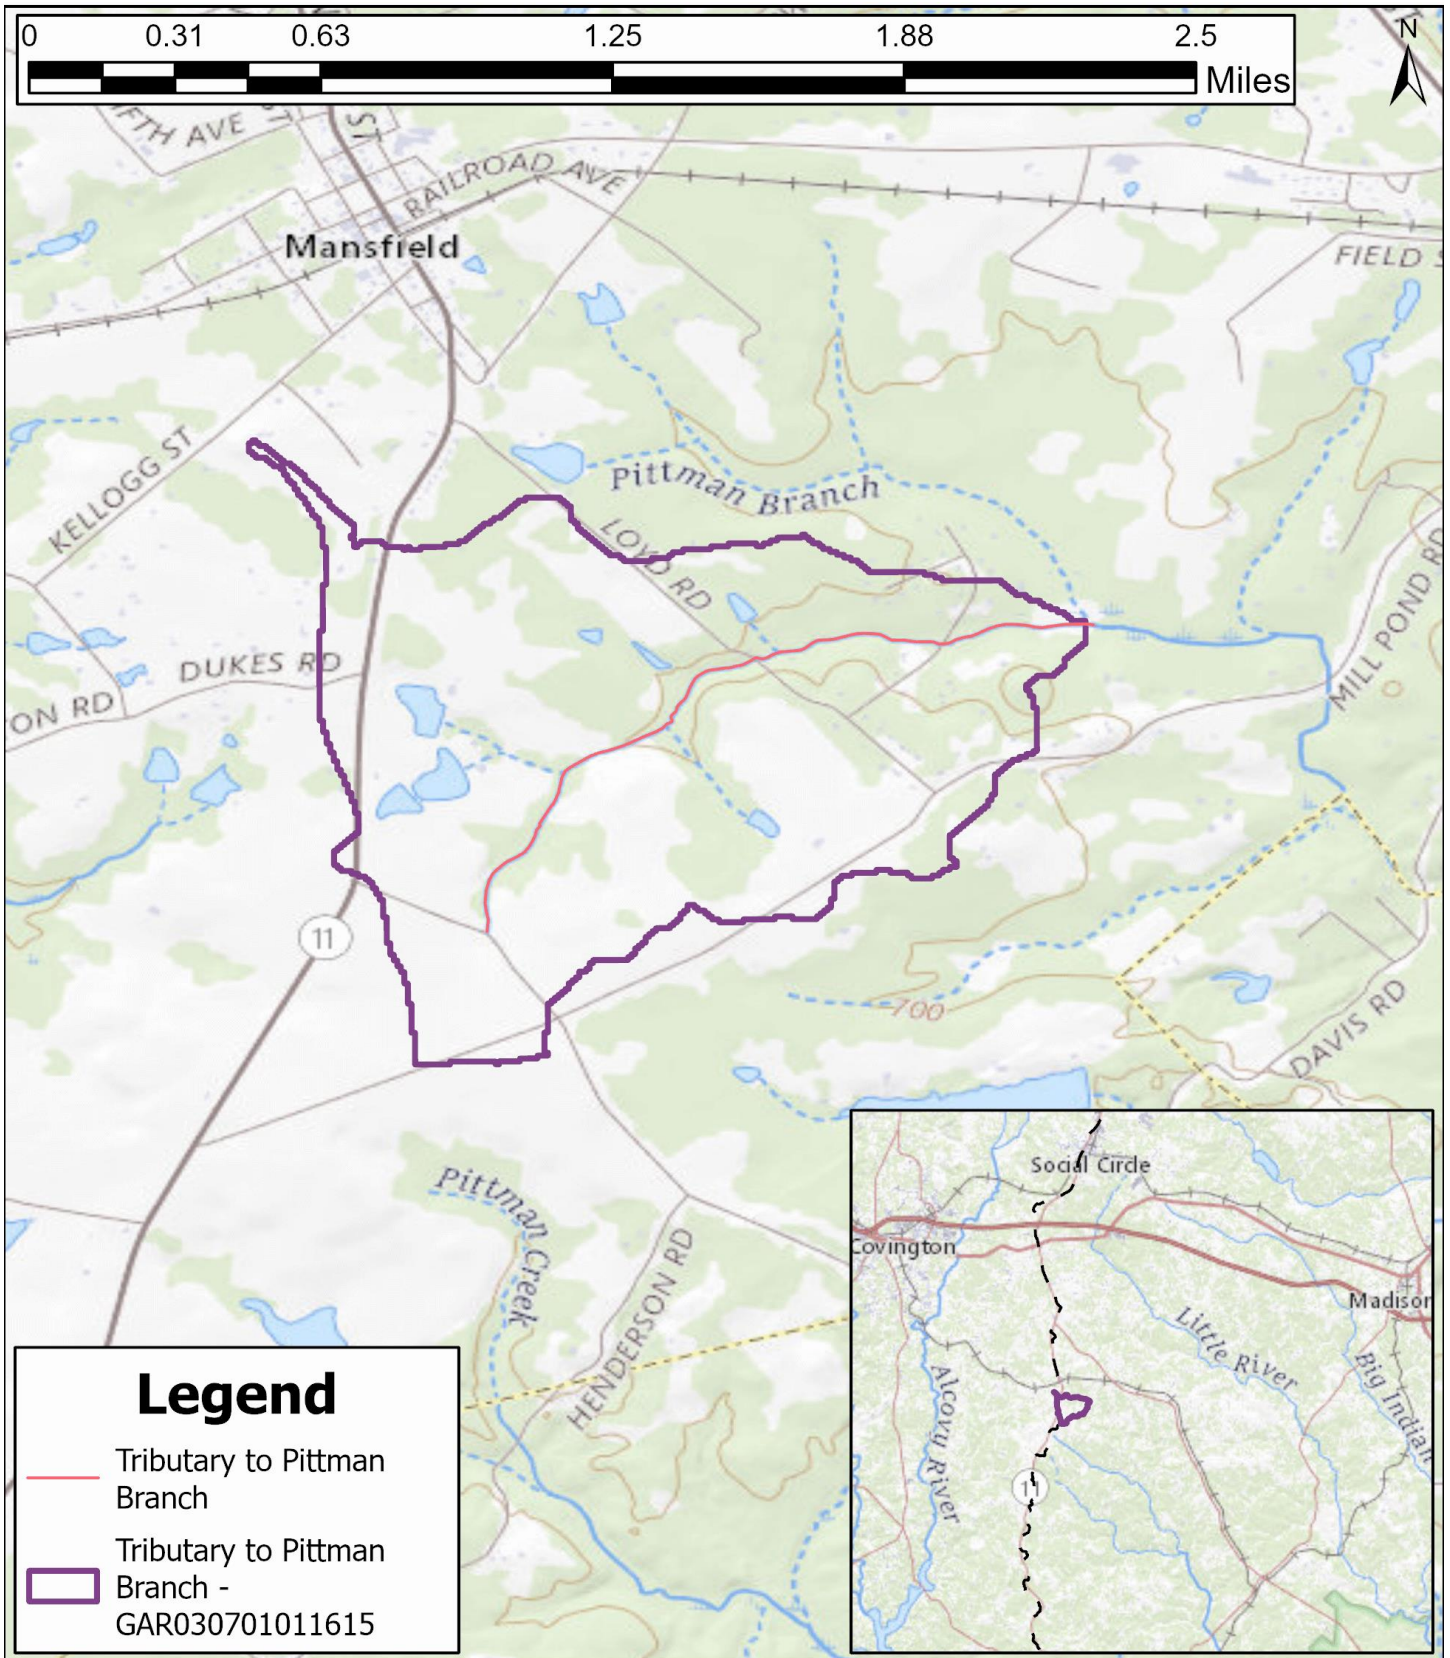 0 0.31 0.63 1.25 1.88 2.5
Miles
N
FTH AVE
ST
ST
RAILROAD AVE
Mansfield
FIELD S
KELLOGG ST
Pittman Branch
LOYD RD
MILL POND RD
DUKES RD
ON RD
11
700
DAVIS RD
Pittman Creek
HENDERSON RD
Social Circle
Covington
Madison
Little River
Big Indian
Alcovy River
11
Legend
Tributary to Pittman
Branch
Tributary to Pittman
Branch -
GAR030701011615